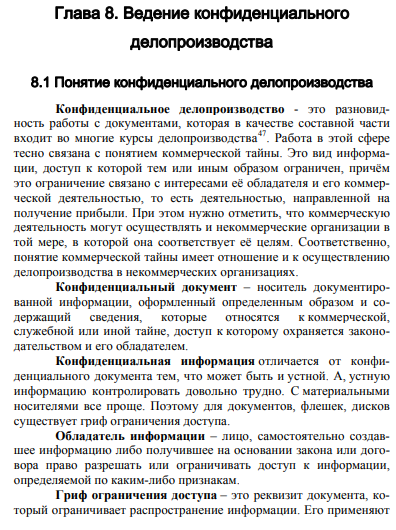 Глава 8. Ведение конфиденциального
делопроизводства
8.1 Понятие конфиденциального делопроизводства
Конфиденциальное делопроизводство - это разновид-
ность работы с документами, которая в качестве составной части
входит во многие курсы делопроизводства47. Работа в этой сфере
тесно связана с понятием коммерческой тайны. Это вид информа-
ции, доступ к которой тем или иным образом ограничен, причём
это ограничение связано с интересами её обладателя и его коммер-
ческой деятельностью, то есть деятельностью, направленной на
получение прибыли. При этом нужно отметить, что коммерческую
деятельность могут осуществлять и некоммерческие организации в
той мере, в которой она соответствует её целям. Соответственно,
понятие коммерческой тайны имеет отношение и к осуществлению
делопроизводства в некоммерческих организациях.
Конфиденциальный документ – носитель документиро-
ванной информации, оформленный определенным образом и со-
держащий сведения, которые относятся к коммерческой,
служебной или иной тайне, доступ к которому охраняется законо-
дательством и его обладателем.
Конфиденциальная информация отличается от конфи-
денциального документа тем, что может быть и устной. А, устную
информацию контролировать довольно трудно. С материальными
носителями все проще. Поэтому для документов, флешек, дисков
существует гриф ограничения доступа.
Обладатель информации – лицо, самостоятельно создав-
шее информацию либо получившее на основании закона или дого-
вора право разрешать или ограничивать доступ к информации,
определяемой по каким-либо признакам.
Гриф ограничения доступа – это реквизит документа, ко-
торый ограничивает распространение информации. Его применяют